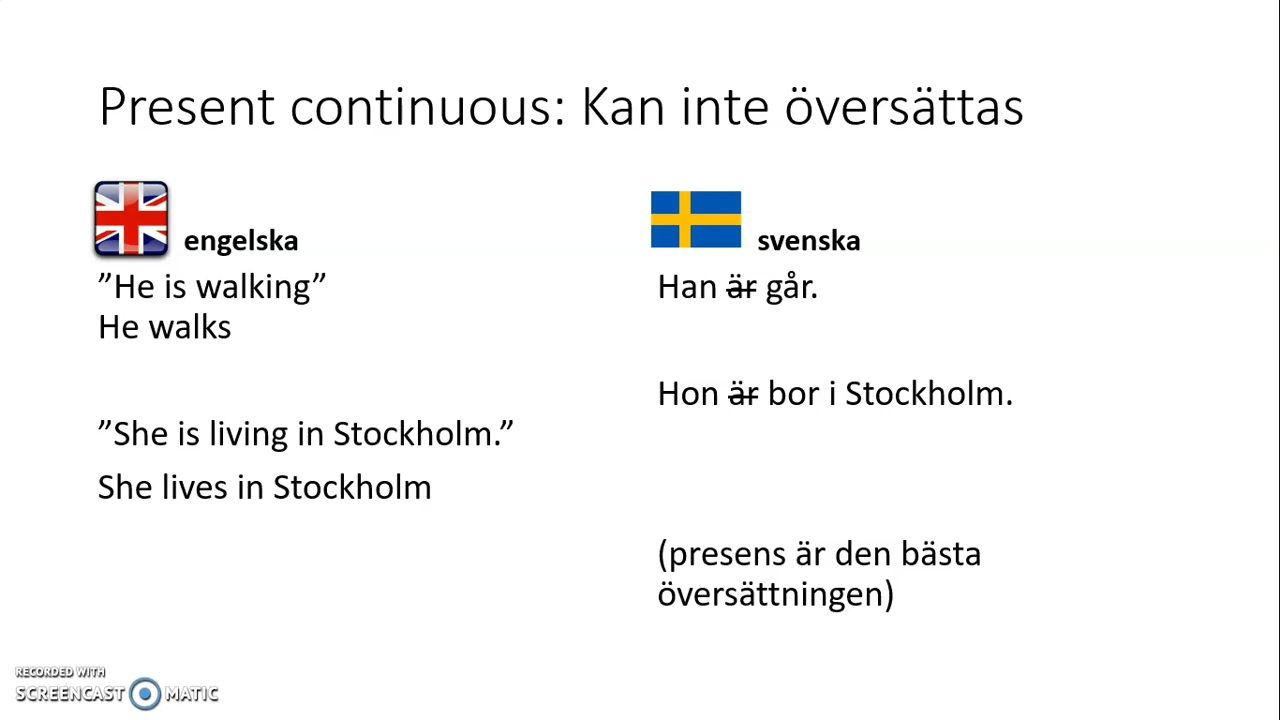 Present continuous: Kan inte översättas
engelska
”He is walking”
He walks
”She is living in Stockholm.”
She lives in Stockholm
svenska
Han är går.
Hon är bor i Stockholm.
(presens är den bästa
översättningen)
RECORDED WITH
SCREENCAST MATIC